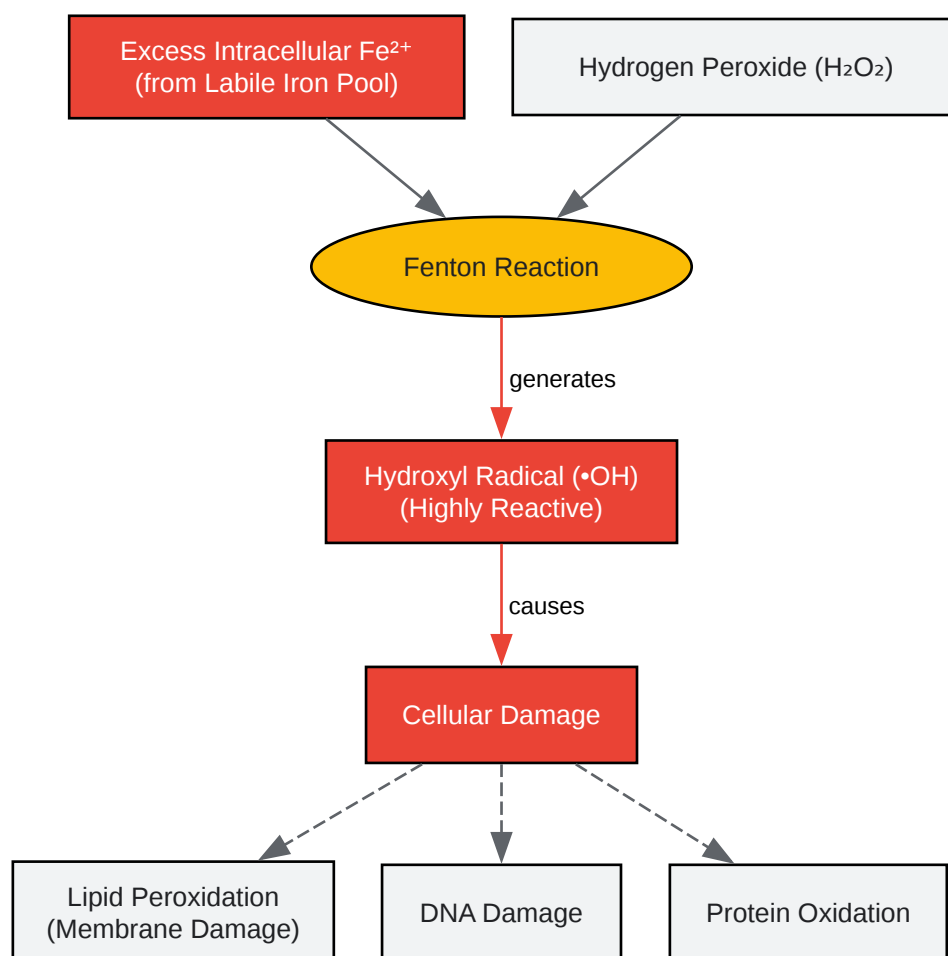 Excess Intracellular Fe²⁺
(from Labile Iron Pool)
Hydrogen Peroxide (H₂O₂)
Fenton Reaction
generates
Hydroxyl Radical (•OH)
(Highly Reactive)
causes
Cellular Damage
Lipid Peroxidation
(Membrane Damage)
DNA Damage
Protein Oxidation